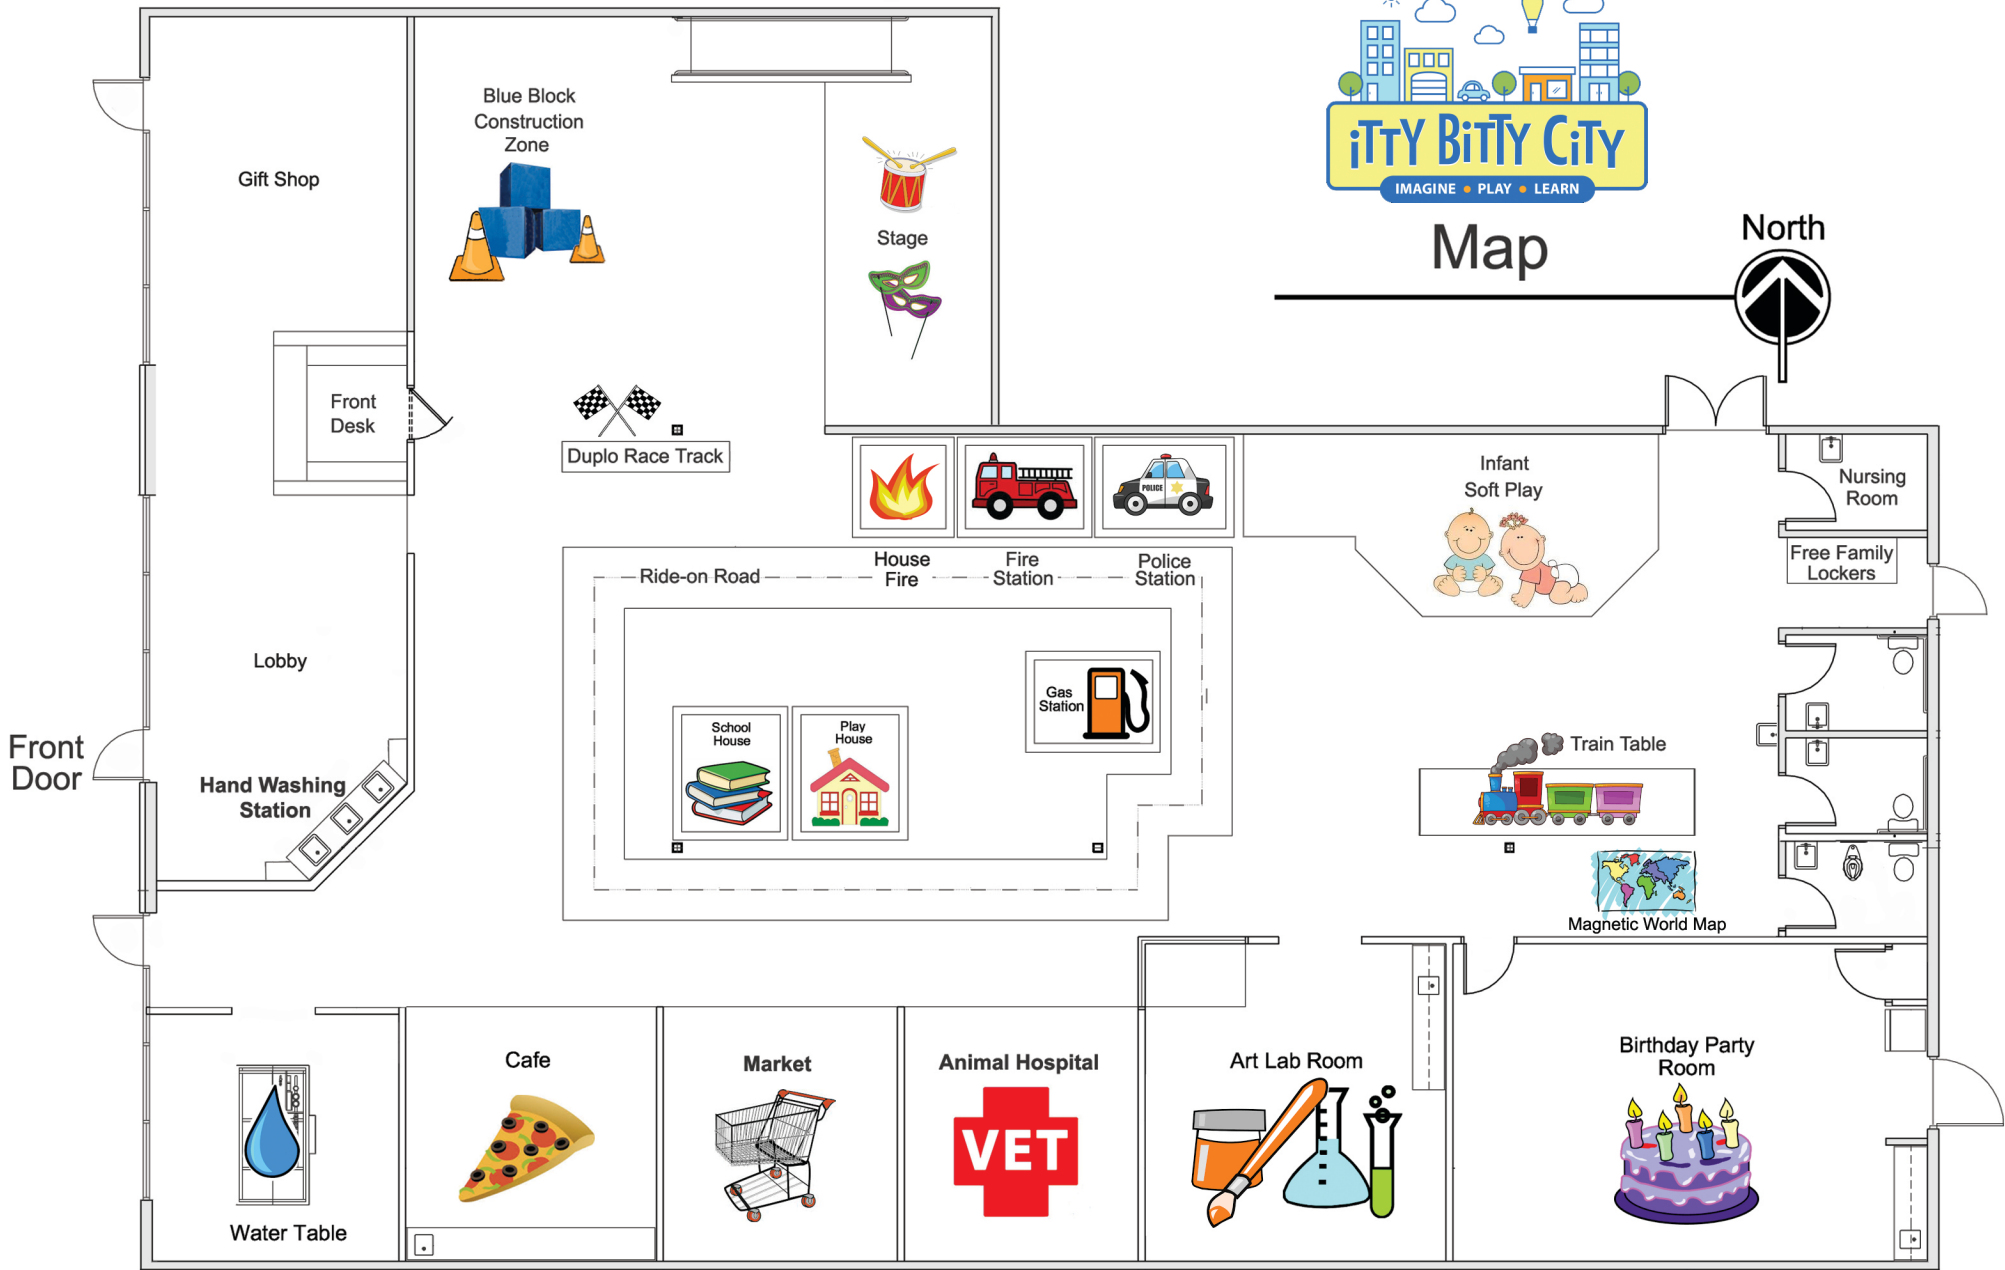 iTTY BiTTY CiTY
IMAGINE • PLAY • LEARN
Map
North
Blue Block
Construction
Zone
Gift Shop
Stage
Front
Desk
Duplo Race Track
POLICE
Infant
Soft Play
Nursing
Room
Free Family
Lockers
House
Fire
Fire
Station
Police
Station
Ride-on Road
Lobby
Gas
Station
School
House
Play
House
Front
Door
Hand Washing
Station
Train Table
Magnetic World Map
Cafe
Market
Animal Hospital
VET
Art Lab Room
Birthday Party
Room
Water Table